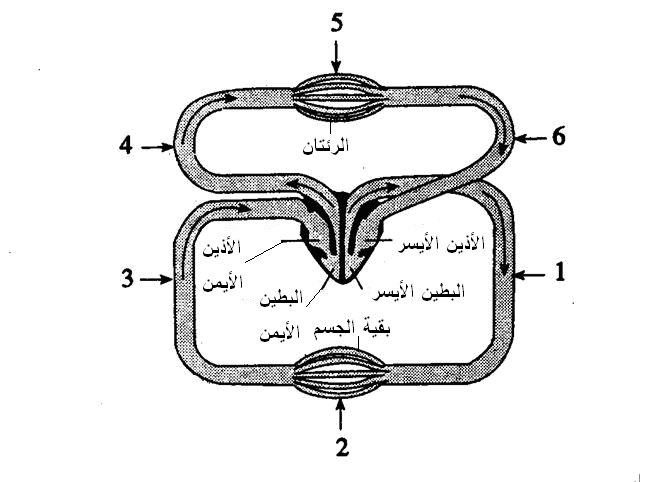 5
4
6
الرئتان
الأذين الأيسر
الأذين
الأيمن
3
1
البطين الأيسر
البطين
الأيمن
بقية الجسم
2